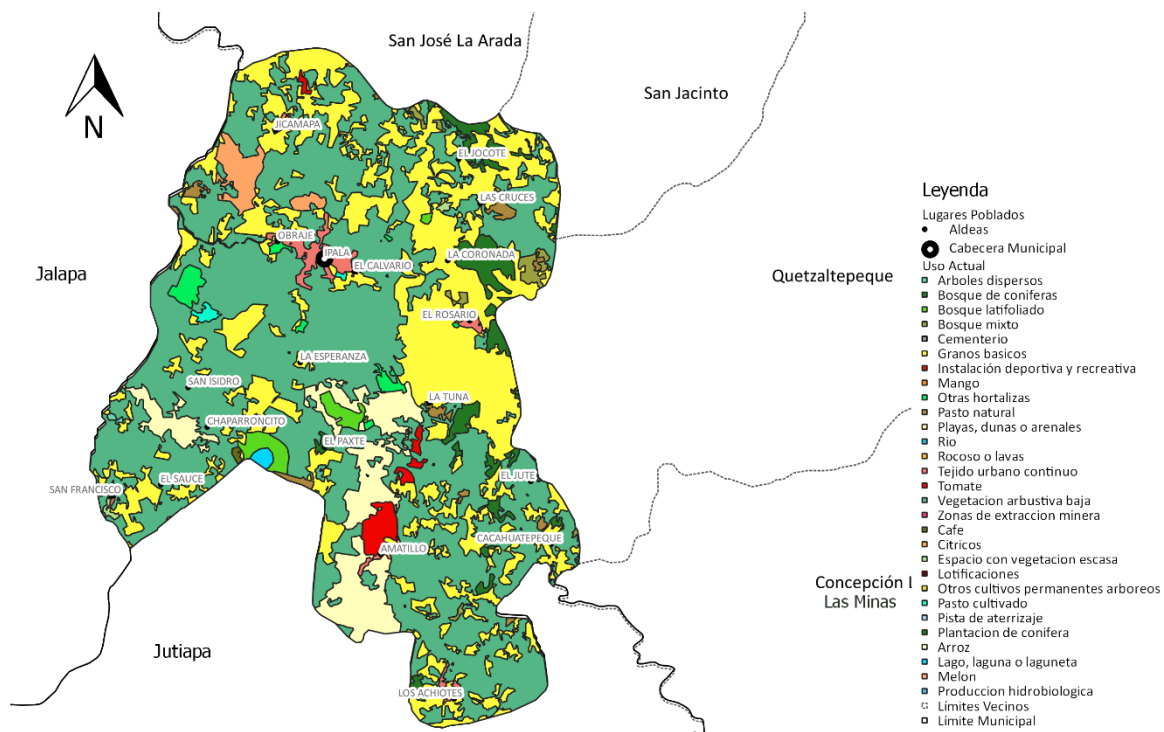 San José La Arada
San Jacinto
N
JICAMAPA
EL JOCOTE
LAS CRUCES
OBRAJE
IPALA
EL CALVARIO
LA CORONADA
Jalapa
Quetzaltepeque
EL ROSARIO
LA ESPERANZA
SAN ISIDRO
LA TUNA
CHAPARRONCITO
EL PAXTE
EL SAUCE
SAN FRANCISCO
EL JUTE
CACAHUATEPEQUE
AMATILLO
Concepción L
Las Minas
Jutiapa
LOS ACHIOTES
Leyenda
Lugares Poblados
Aldeas
Cabecera Municipal
Uso Actual
Arboles dispersos
Bosque de coniferas
Bosque latifoliado
Bosque mixto
Cementerio
Granos basicos
Instalación deportiva y recreativa
Mango
Otras hortalizas
Pasto natural
Playas, dunas o arenales
Rio
Rocoso o lavas
Tejido urbano continuo
Tomate
Vegetacion arbustiva baja
Zonas de extraccion minera
Cafe
Citricos
Espacio con vegetacion escasa
Lotificaciones
Otros cultivos permanentes arboreos
Pasto cultivado
Pista de aterrizaje
Plantacion de conifera
Arroz
Lago, laguna o laguneta
Melon
Produccion hidrobiologica
Límites Vecinos
Límite Municipal